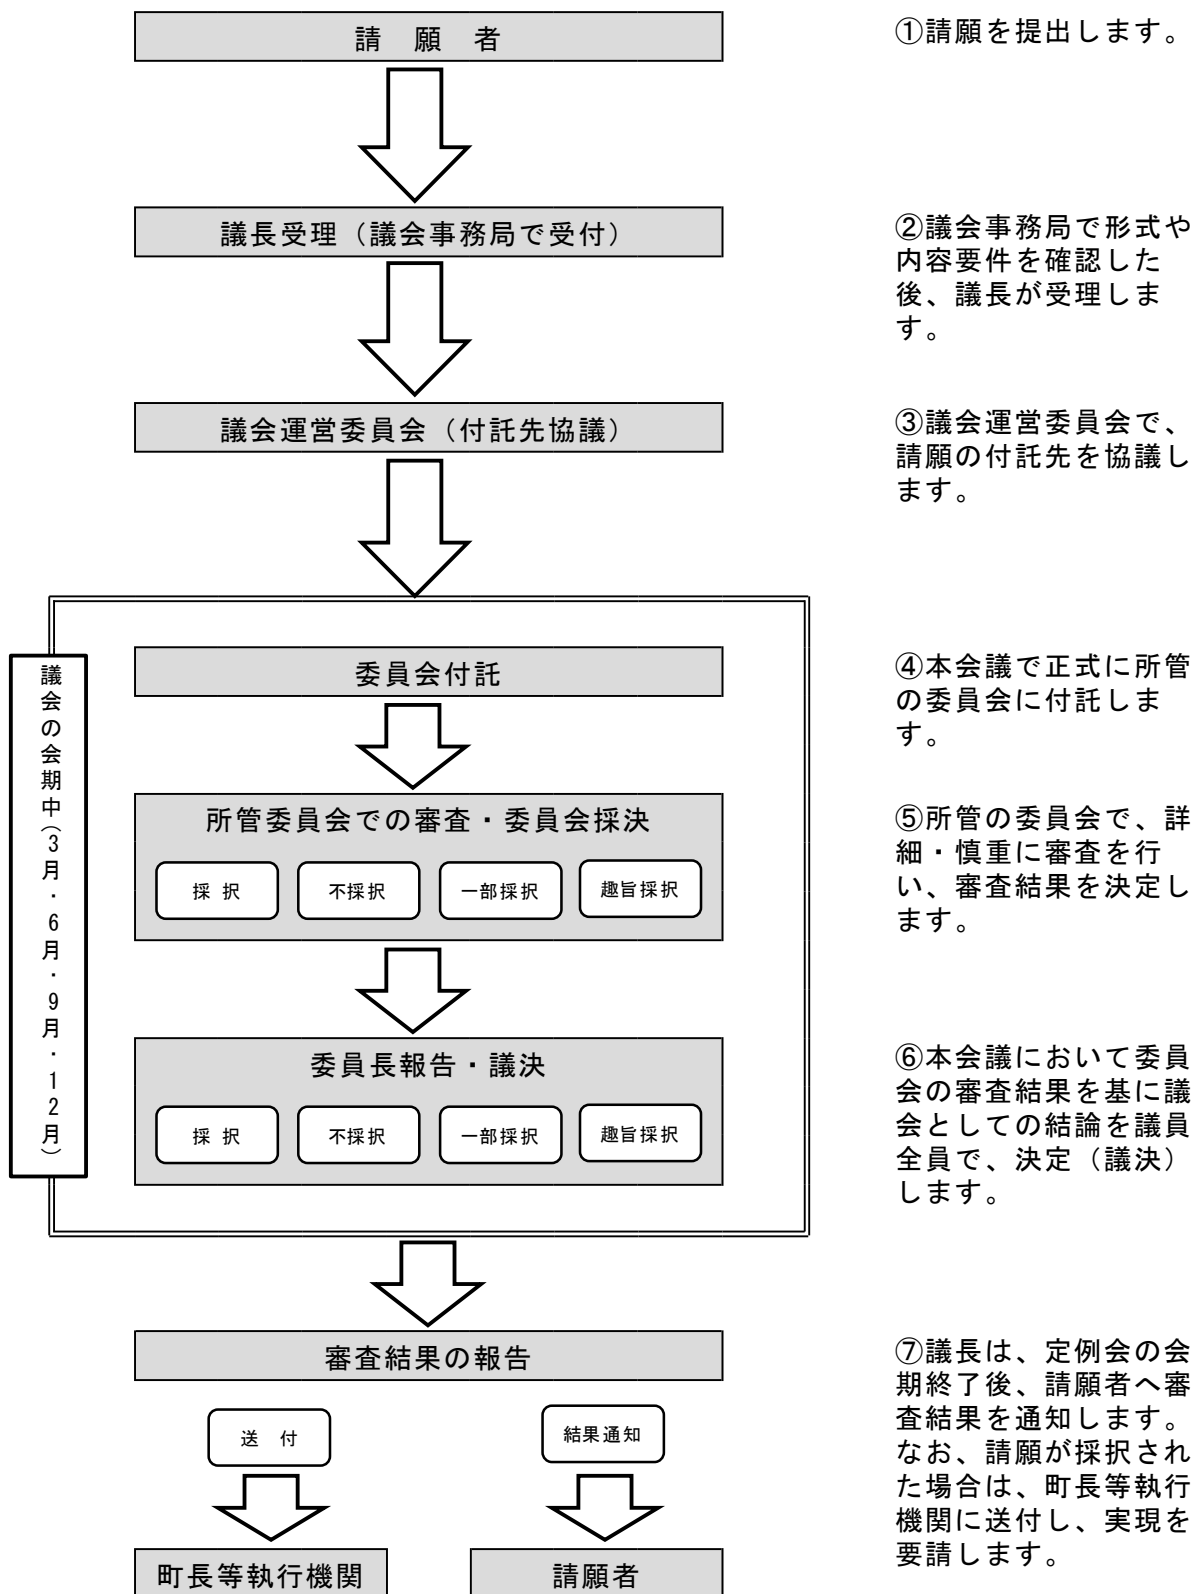 請　願　者
①請願を提出します。
議長受理（議会事務局で受付）
②議会事務局で形式や
内容要件を確認した
後、議長が受理しま
す。
議会運営委員会（付託先協議）
③議会運営委員会で、
請願の付託先を協議し
ます。
議会の会期中（3月・6月・9月・12月）
委員会付託
④本会議で正式に所管
の委員会に付託しま
す。
所管委員会での審査・委員会採決
採 択
不採択
一部採択
趣旨採択
⑤所管の委員会で、詳
細・慎重に審査を行
い、審査結果を決定し
ます。
委員長報告・議決
採 択
不採択
一部採択
趣旨採択
⑥本会議において委員
会の審査結果を基に議
会としての結論を議員
全員で、決定（議決）
します。
審査結果の報告
送　付
結果通知
町長等執行機関
請願者
⑦議長は、定例会の会
期終了後、請願者へ審
査結果を通知します。
なお、請願が採択され
た場合は、町長等執行
機関に送付し、実現を
要請します。